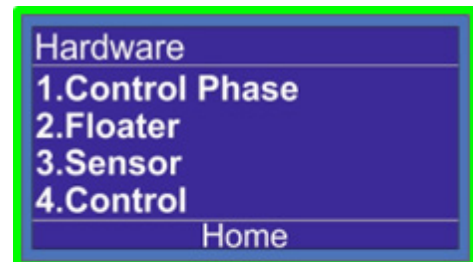 Hardware
1.Control Phase
2.Floater
3.Sensor
4.Control
Home